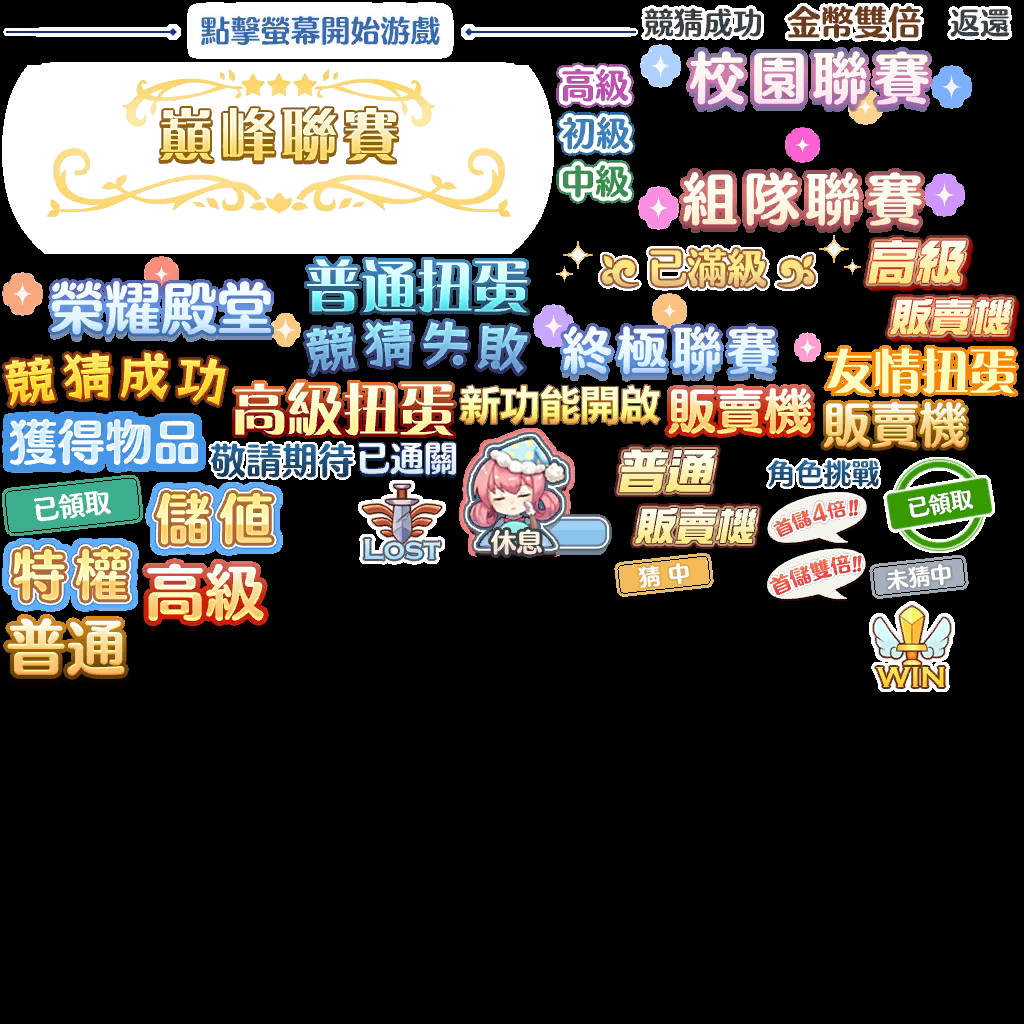 點擊螢幕開始游戲
競猜成功
金幣雙倍
返還
巔峰聯賽
高級
初級
中級
校園聯賽
組隊聯賽
已滿級
高級
販賣機
榮耀殿堂
普通扭蛋
競猜失敗
終極聯賽
友情扭蛋
競猜成功
高級扭蛋
新功能開啟
販賣機
販賣機
獲得物品
敬請期待
已通關
普通
販賣機
角色挑戰
已領取
儲值
LOST
休息
首儲4倍!!
已領取
特權
高級
猜中
首儲雙倍!!
未猜中
普通
WIN